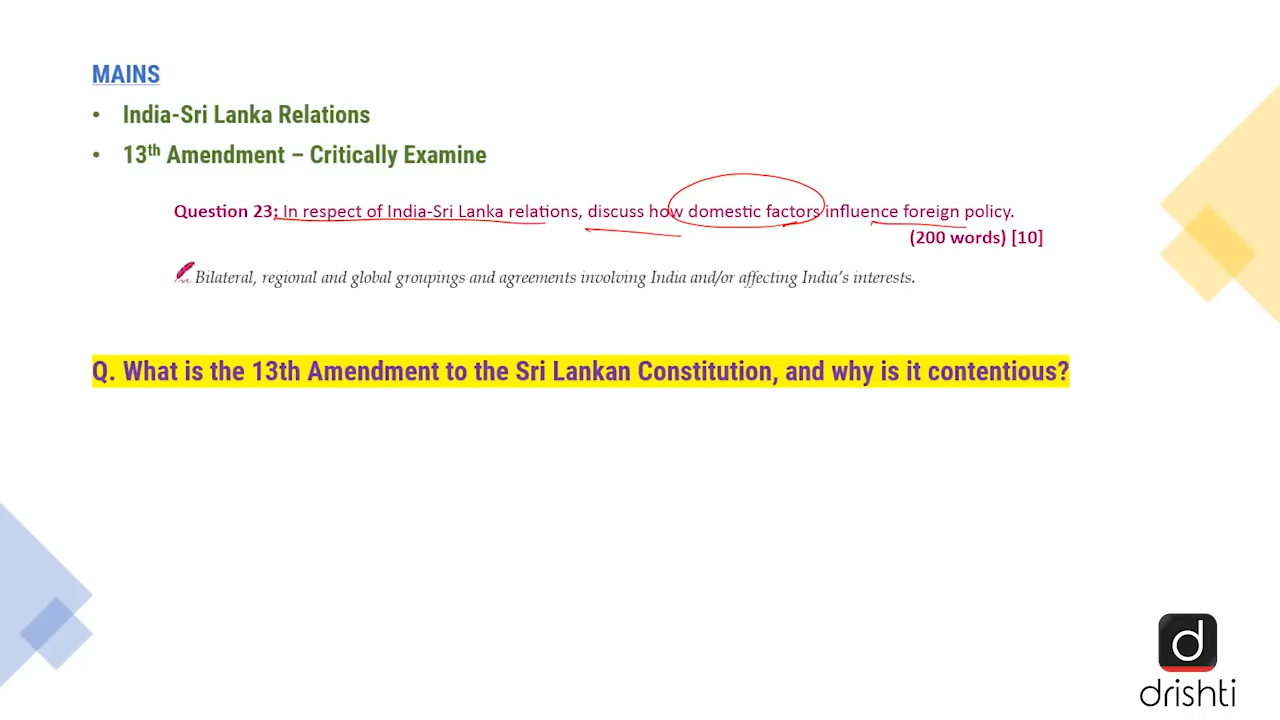 MAINS
• India-Sri Lanka Relations
• 13th Amendment – Critically Examine
Question 23: In respect of India-Sri Lanka relations, discuss how domestic factors influence foreign policy.
(200 words) [10]
Bilateral, regional and global groupings and agreements involving India and/or affecting India's interests.
Q. What is the 13th Amendment to the Sri Lankan Constitution, and why is it contentious?
d
drishti